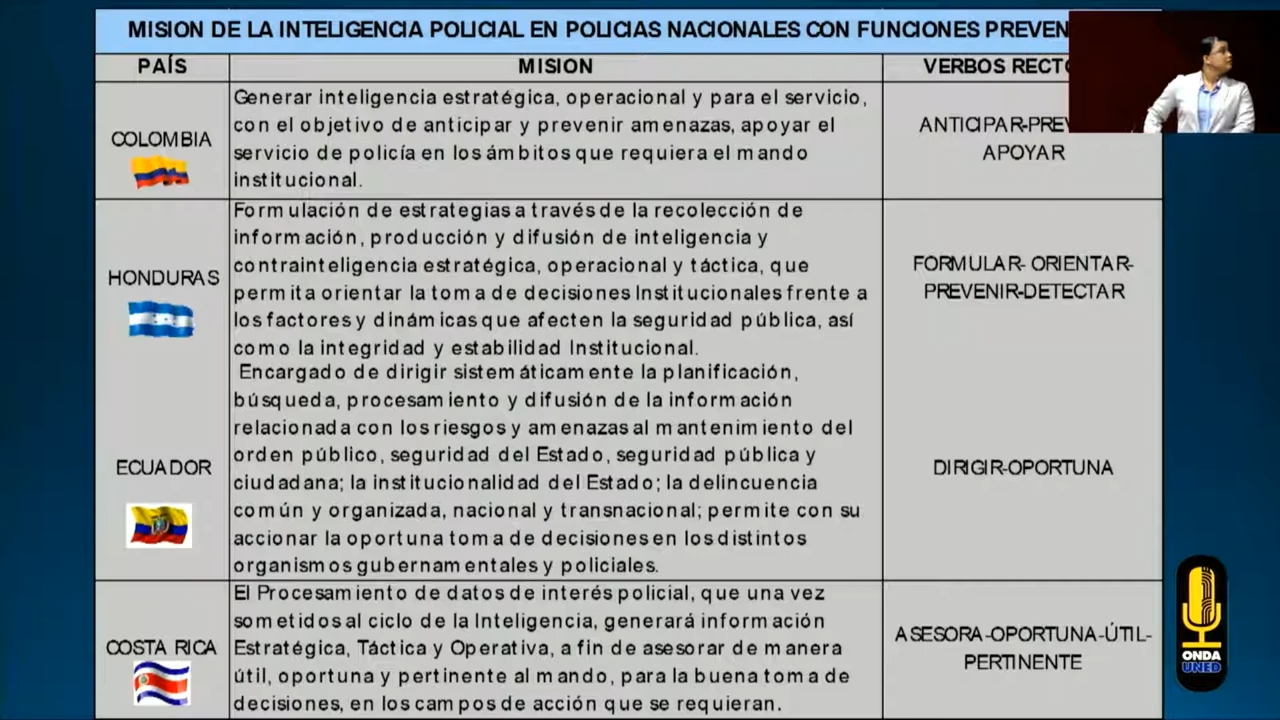 MISION DE LA INTELIGENCIA POLICIAL EN POLICIAS NACIONALES CON FUNCIONES
PAÍS
MISION
VERBOS
COLOMBIA
Generar inteligencia estratégica, operacional y para el servicio,
con el objetivo de anticipar y prevenir amenazas, apoyar el
servicio de policía en los ámbitos que requiera el mando
institucional.
ANTICIPAR-
APOYAR
HONDURAS
Formulación de estrategias a través de la recolección de
información, producción y difusión de inteligencia y
contrainteligencia estratégica, operacional y táctica, que
permita orientar la toma de decisiones Institucionales frente a
los factores y dinámicas que afecten la seguridad pública, así
como la integridad y estabilidad Institucional.
FORMULAR- ORIENTAR-
PREVENIR-DETECTAR
ECUADOR
Encargado de dirigir sistemáticamente la planificación,
búsqueda, procesamiento y difusión de la información
relacionada con los riesgos y amenazas al mantenimiento del
orden público, seguridad del Estado, seguridad pública y
ciudadana; la institucionalidad del Estado; la delincuencia
común y organizada, nacional y transnacional; permite con su
accionar la oportuna toma de decisiones en los distintos
organismos gubernamentales y policiales.
DIRIGIR-OPORTUNA
COSTA RICA
El Procesamiento de datos de interés policial, que una vez
sometidos al ciclo de la Inteligencia, generará información
Estratégica, Táctica y Operativa, a fin de asesorar de manera
útil, oportuna y pertinente al mando, para la buena toma de
decisiones, en los campos de acción que se requieran.
ASESORA-OPORTUNA-ÚTIL-
PERTINENTE
ONDA
UNED